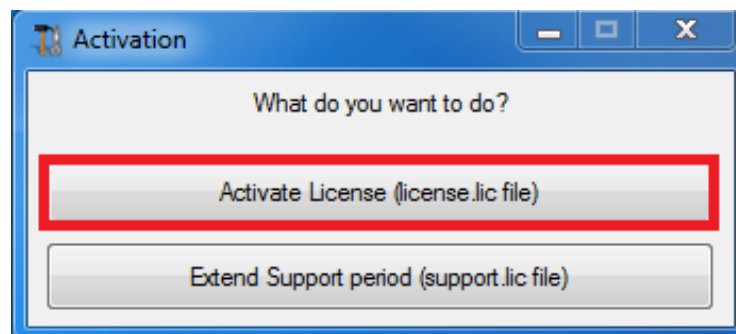 Activation
What do you want to do?
Activate License (license.lic file)
Extend Support period (support.lic file)